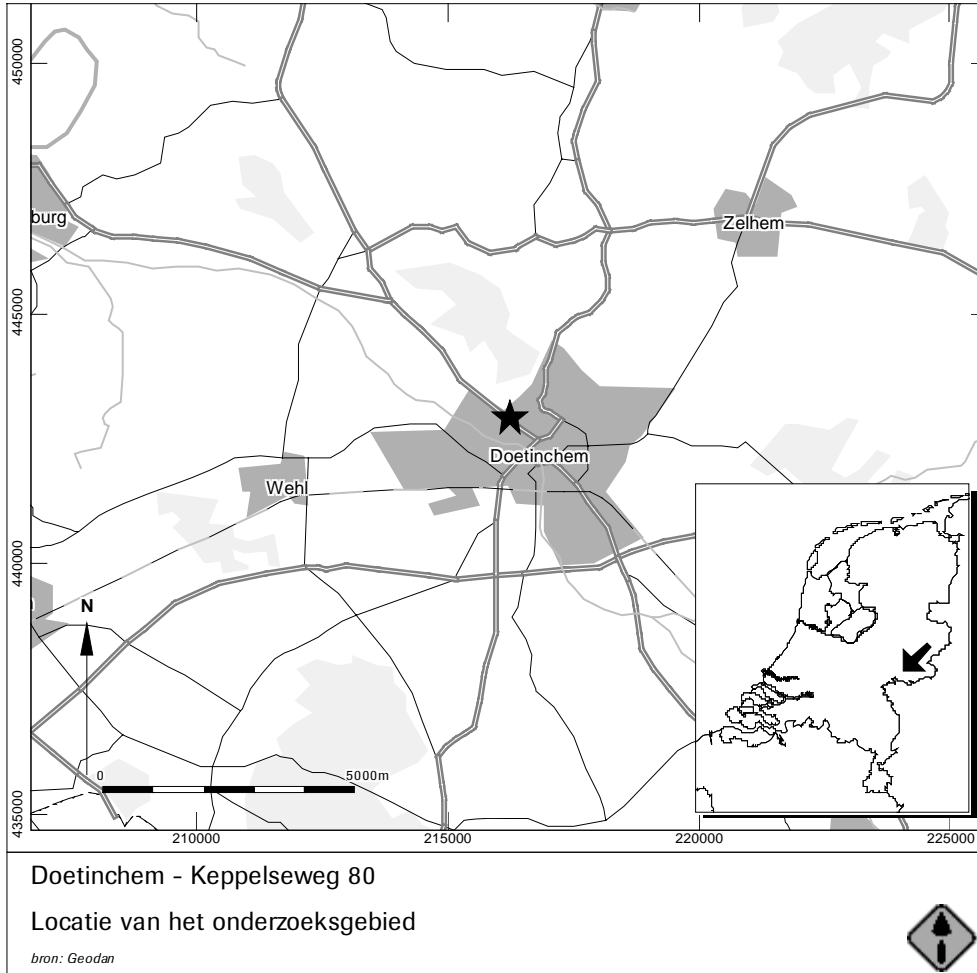 450000
burg
Zelhem
445000
Doetinchem
Wehl
440000
N
0 5000m
435000
210000 215000 220000 225000
Doetinchem - Keppelseweg 80
Locatie van het onderzoeksgebied
bron: Geodan